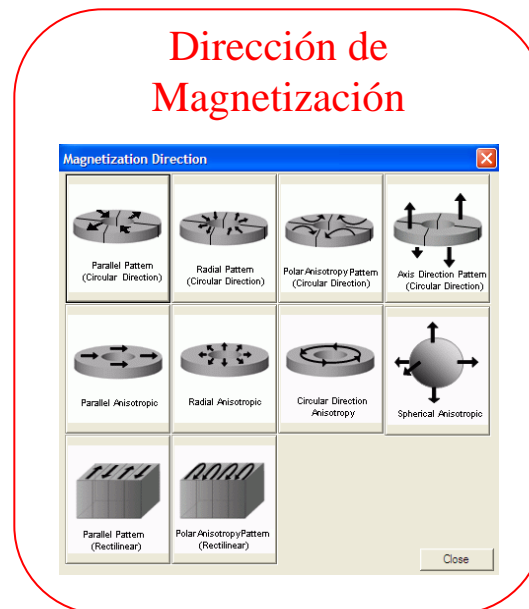 Dirección de
Magnetización
Magnetization Direction
Parallel Pattern
(Circular Direction)
Radial Pattern
(Circular Direction)
Polar Anisotropy Pattern
(Circular Direction)
Axis Direction Pattern
(Circular Direction)
Parallel Anisotropic
Radial Anisotropic
Circular Direction
Anisotropy
Spherical Anisotropic
Parallel Pattern
(Rectilinear)
Polar Anisotropy Pattern
(Rectilinear)
Close